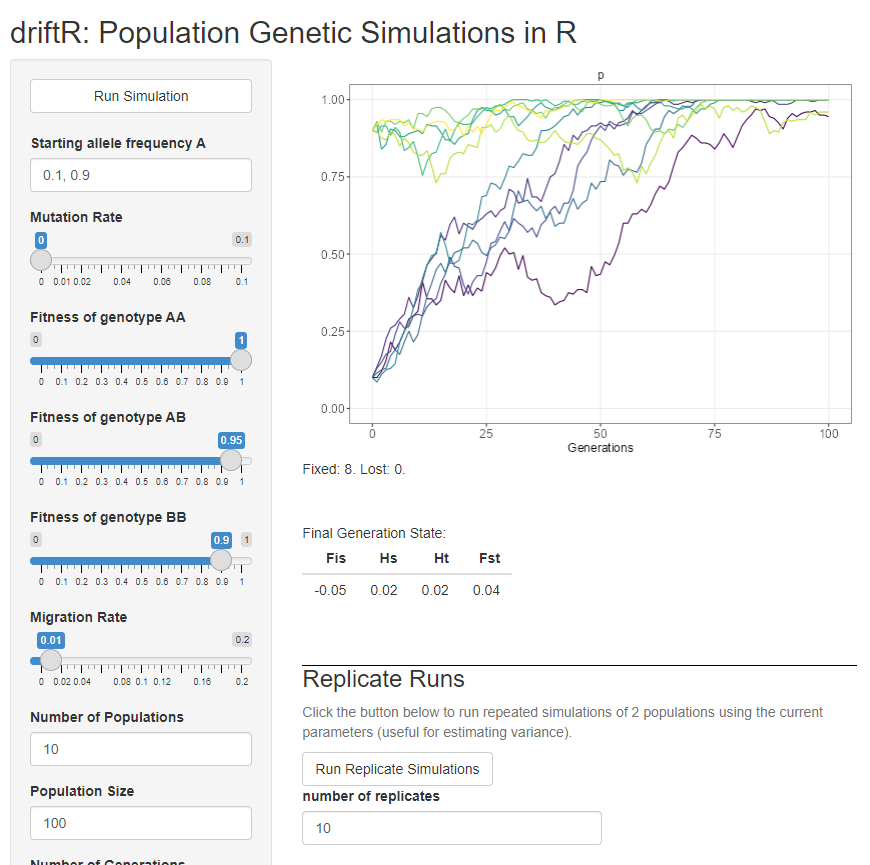 driftR: Population Genetic Simulations in R
Run Simulation
Starting allele frequency A
0.1, 0.9
Mutation Rate
0 0.1
0 0.01 0.02 0.04 0.06 0.08 0.1
Fitness of genotype AA
0 1
0 0.1 0.2 0.3 0.4 0.5 0.6 0.7 0.8 0.9 1
Fitness of genotype AB
0 0.95
0 0.1 0.2 0.3 0.4 0.5 0.6 0.7 0.8 0.9 1
Fitness of genotype BB
0 0.9 1
0 0.1 0.2 0.3 0.4 0.5 0.6 0.7 0.8 0.9 1
Migration Rate
0.01 0.2
0 0.02 0.04 0.08 0.1 0.12 0.16 0.2
Number of Populations
10
Population Size
100
Number of Generations
p
1.00
0.75
0.50
0.25
0.00
0 25 50 75 100
Generations
Fixed: 8. Lost: 0.
Final Generation State:
Fis Hs Ht Fst
-0.05 0.02 0.02 0.04
Replicate Runs
Click the button below to run repeated simulations of 2 populations using the current
parameters (useful for estimating variance).
Run Replicate Simulations
number of replicates
10